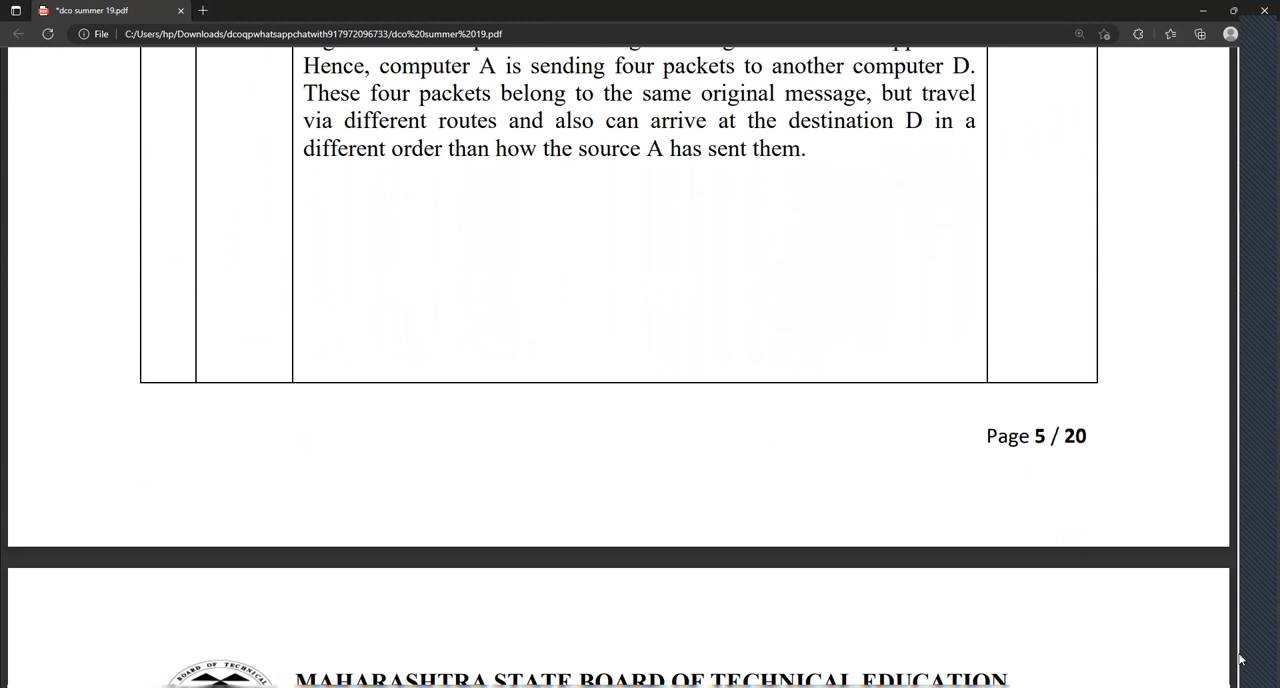 *dco summer 19.pdf
File
C:/Users/hp/Downloads/dcoqpwhatsappchatwith917972096733/dco%20summer%2019.pdf
Hence, computer A is sending four packets to another computer D.
These four packets belong to the same original message, but travel
via different routes and also can arrive at the destination D in a
different order than how the source A has sent them.
Page 5 / 20
BOARD OF TECHNICAL
MAHARASHTRA STATE BOARD OF TECHNICAL EDUCATION